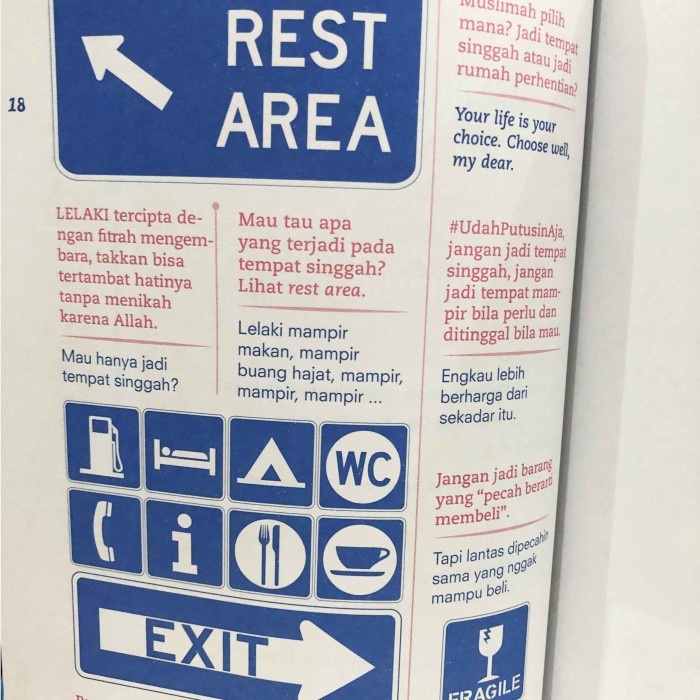 REST
AREA
18
LELAKI tercipta de-
ngan fitrah mengem-
bara, takkan bisa
tertambat hatinya
tanpa menikah
karena Allah.
Mau hanya jadi
tempat singgah?
Mau tau apa
yang terjadi pada
tempat singgah?
Lihat rest area.
Lelaki mampir
makan, mampir
buang hajat, mampir,
mampir, mampir ...
WC
i
EXIT
Muslimah pilih
mana? Jadi tempat
singgah atau jadi
rumah perhentian?
Your life is your
choice. Choose well,
my dear.
#UdahPutusinAja,
jangan jadi tempat
singgah, jangan
jadi tempat mam-
pir bila perlu dan
ditinggal bila mau.
Engkau lebih
berharga dari
sekadar itu.
Jangan jadi barang
yang "pecah berarti
membeli".
Tapi lantas dipecahin
sama yang nggak
mampu beli.
FRAGILE